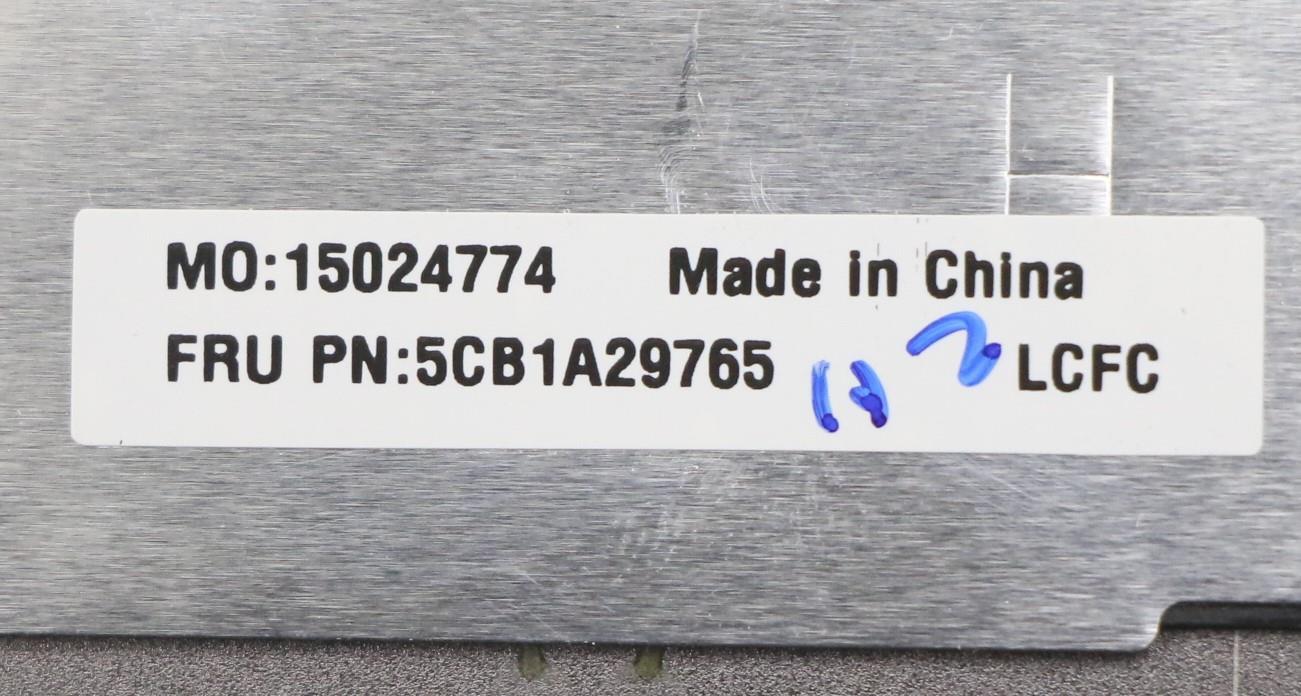 MO:15024774 Made in China
FRU PN:5CB1A29765 LCFC